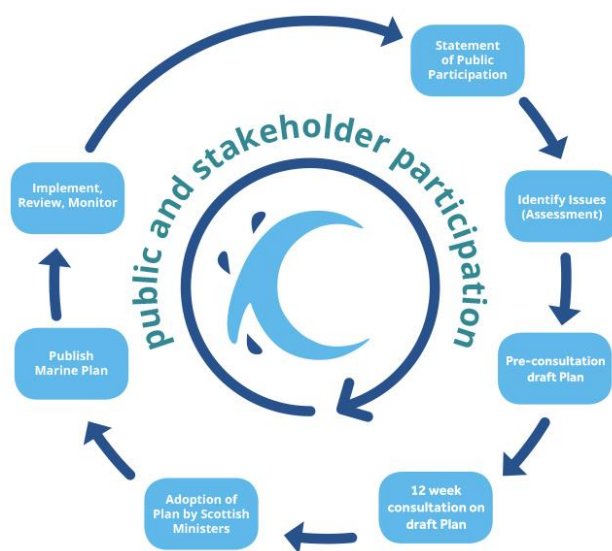 Statement
of Public
Participation
public and stakeholder participation
Implement,
Review, Monitor
Identify Issues
(Assessment)
Publish
Marine Plan
Pre-consultation
draft Plan
Adoption of
Plan by Scottish
Ministers
12 week
consultation on
draft Plan